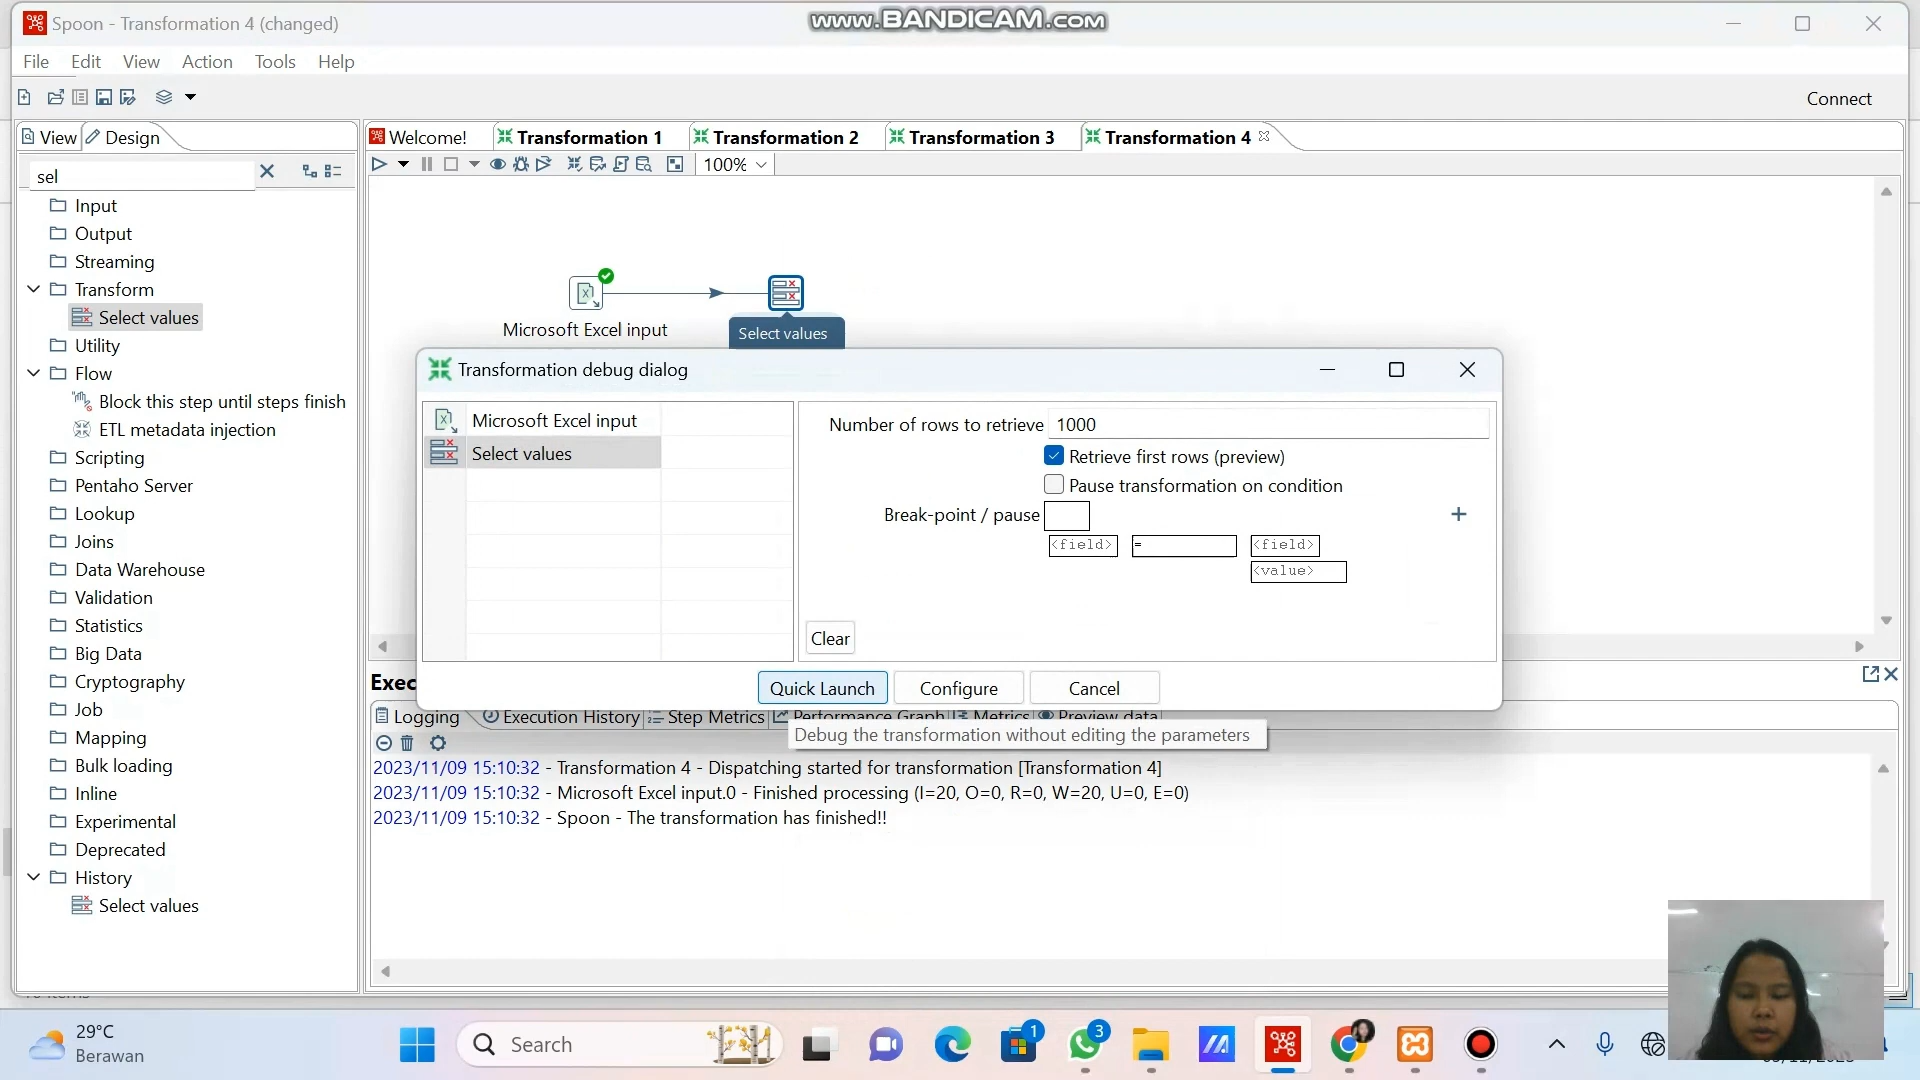 Spoon - Transformation 4 (changed)
www.BANDICAM.com
File Edit View Action Tools Help
Connect
View Design
Welcome! Transformation 1 Transformation 2 Transformation 3 Transformation 4
100%
sel
Input
Output
Streaming
Transform
Select values
Utility
Flow
Block this step until steps finish
ETL metadata injection
Scripting
Pentaho Server
Lookup
Joins
Data Warehouse
Validation
Statistics
Big Data
Cryptography
Job
Mapping
Bulk loading
Inline
Experimental
Deprecated
History
Select values
Microsoft Excel input
Select values
Transformation debug dialog
Microsoft Excel input
Select values
Number of rows to retrieve 1000
Retrieve first rows (preview)
Pause transformation on condition
Break-point / pause
<field> = <field>
<value>
Clear
Quick Launch Configure Cancel
Exec
Logging Execution History Step Metrics Performance Graph Metrics Preview data
Debug the transformation without editing the parameters
2023/11/09 15:10:32 - Transformation 4 - Dispatching started for transformation [Transformation 4]
2023/11/09 15:10:32 - Microsoft Excel input.0 - Finished processing (I=20, O=0, R=0, W=20, U=0, E=0)
2023/11/09 15:10:32 - Spoon - The transformation has finished!!
29°C
Berawan
Search
1
3